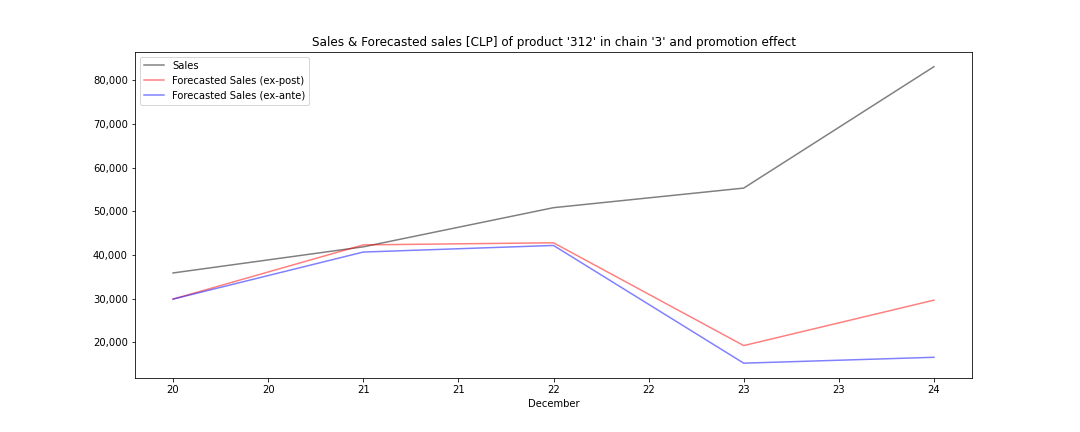 Sales & Forecasted sales [CLP] of product '312' in chain '3' and promotion effect
Sales
Forecasted Sales (ex-post)
Forecasted Sales (ex-ante)
80,000
70,000
60,000
50,000
40,000
30,000
20,000
20 20 21 21 22 22 23 23 24
December